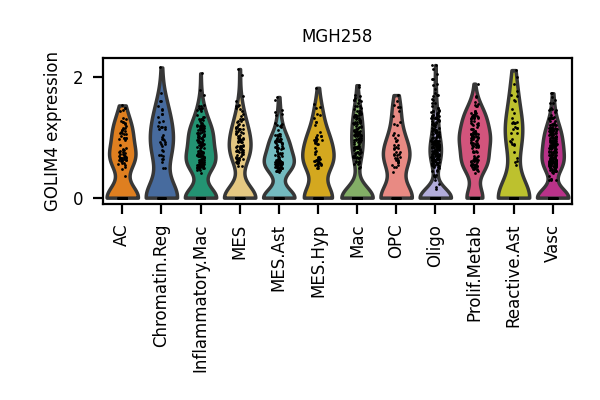 MGH258
GOLIM4 expression
2
0
AC
Chromatin.Reg
Inflammatory.Mac
MES
MES.Ast
MES.Hyp
Mac
OPC
Oligo
Prolif.Metab
Reactive.Ast
Vasc